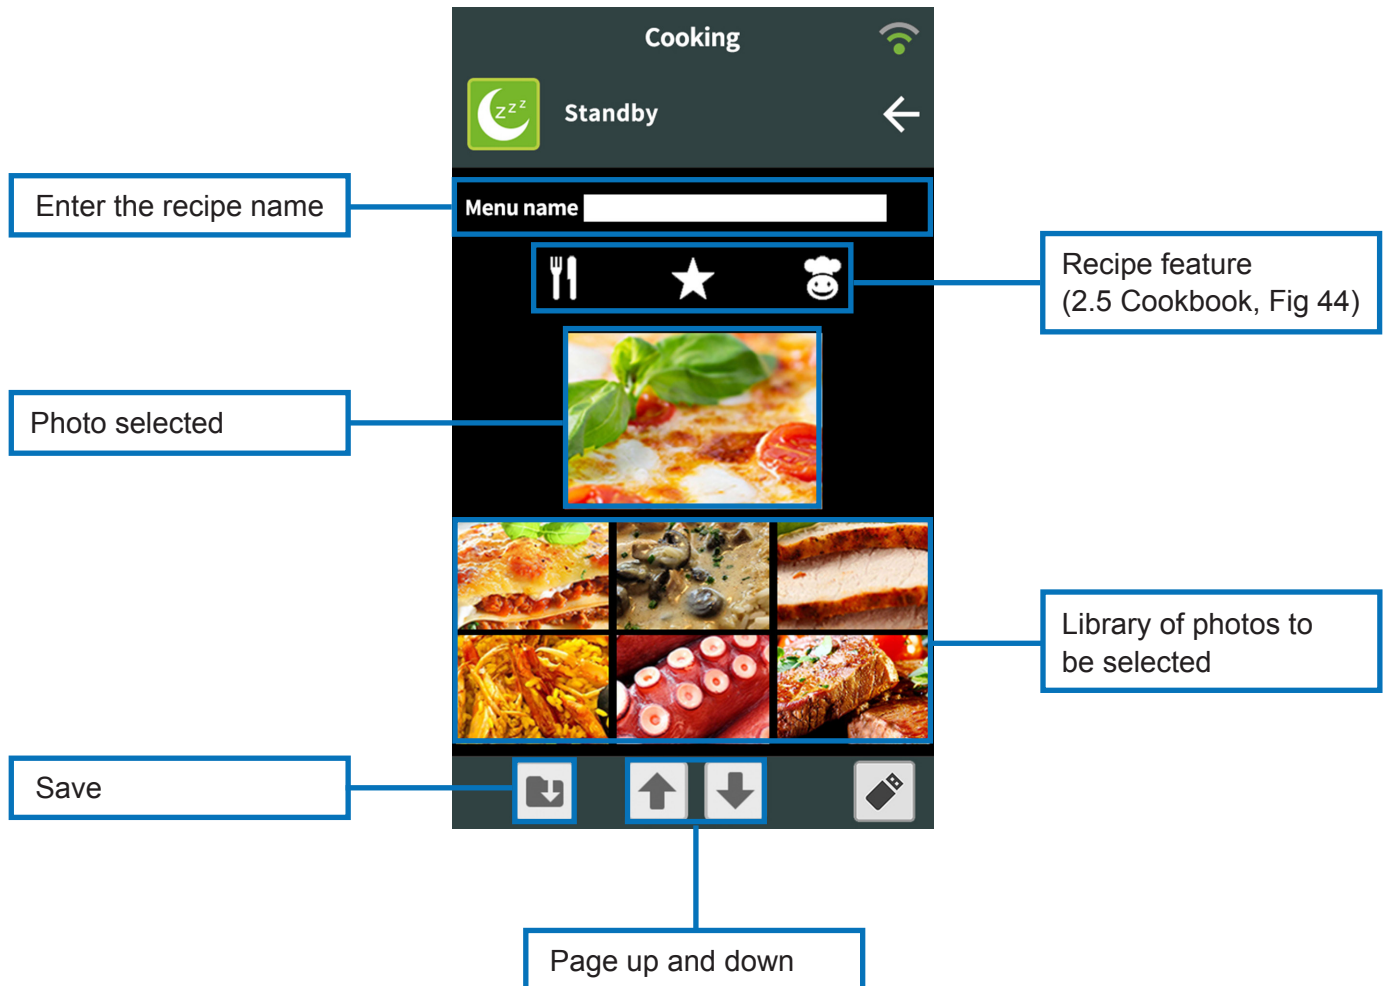 Cooking
zzz
Standby
Enter the recipe name
Menu name
Recipe feature
(2.5 Cookbook, Fig 44)
Photo selected
Library of photos to
be selected
Save
Page up and down